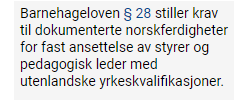 Barnehageloven § 28 stiller krav
til dokumenterte norskferdigheter
for fast ansettelse av styrer og
pedagogisk leder med
utenlandske yrkeskvalifikasjoner.